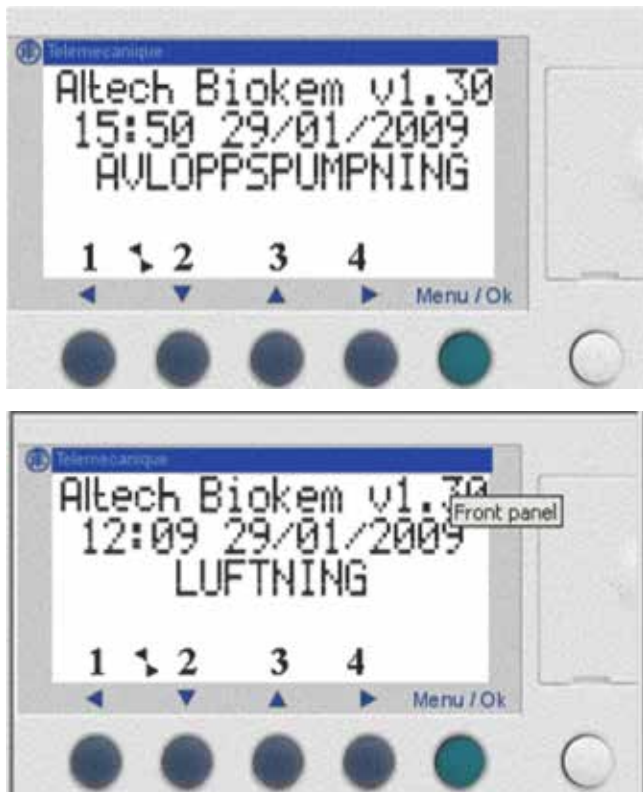 Telemecanique
Altech Biokem v1.30
15:50 29/01/2009
AVLOPPSPUMPNING
1 2 3 4
Menu / Ok
Telemecanique
Altech Biokem v1.30
Front panel
12:09 29/01/2009
LUFTNING
1 2 3 4
Menu / Ok